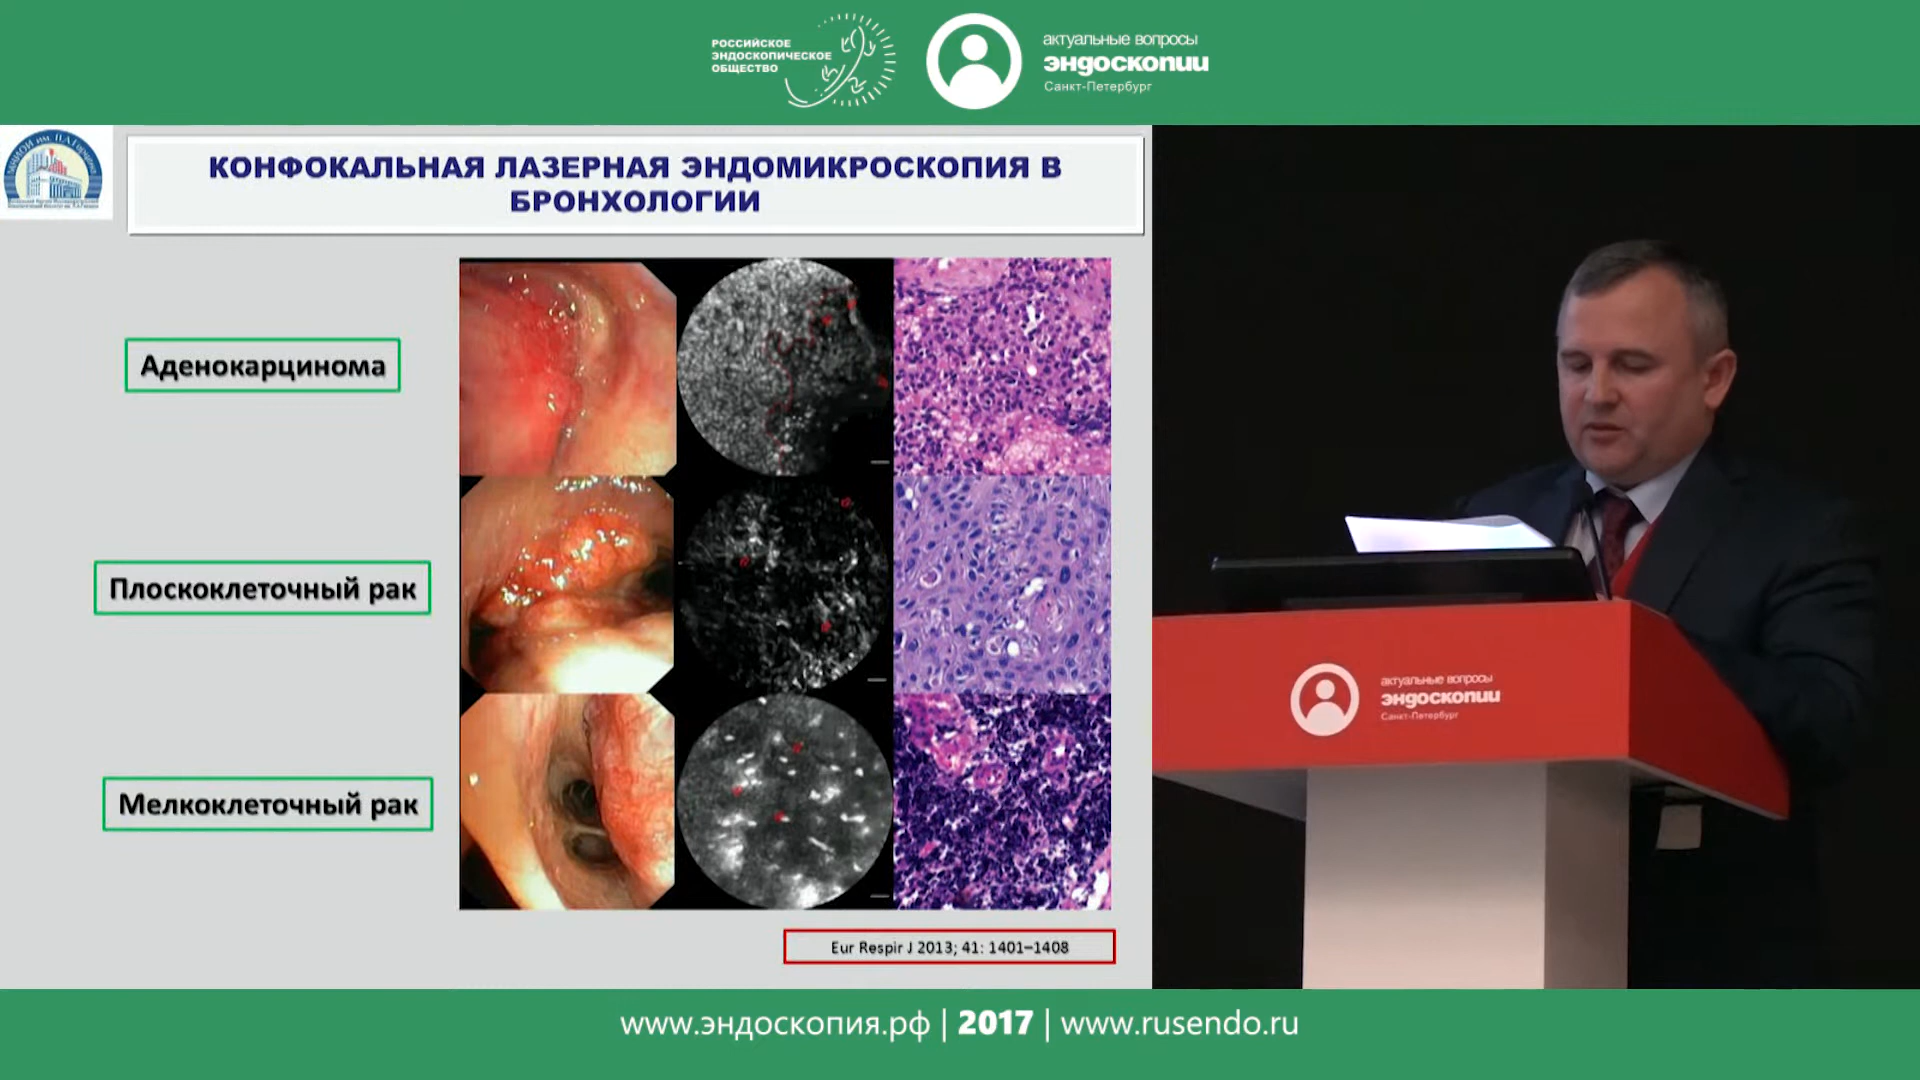 РОССИЙСКОЕ
ЭНДОСКОПИЧЕСКОЕ
ОБЩЕСТВО
актуальные вопросы
эндоскопии
Санкт-Петербург
КОНФОКАЛЬНАЯ ЛАЗЕРНАЯ ЭНДОМИКРОСКОПИЯ В
БРОНХОЛОГИИ
Аденокарцинома
Плоскоклеточный рак
Мелкоклеточный рак
Eur Respir J 2013; 41: 1401–1408
актуальные вопросы
эндоскопии
Санкт-Петербург
www.эндоскопия.рф | 2017 | www.rusendo.ru